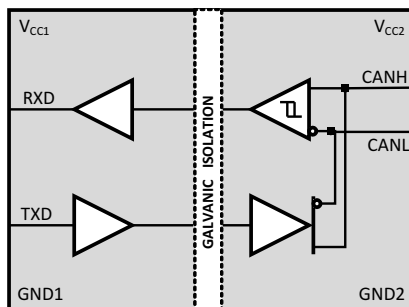 VCC1
VCC2
RXD
CANH
CANL
GALVANIC ISOLATION
TXD
GND1
GND2